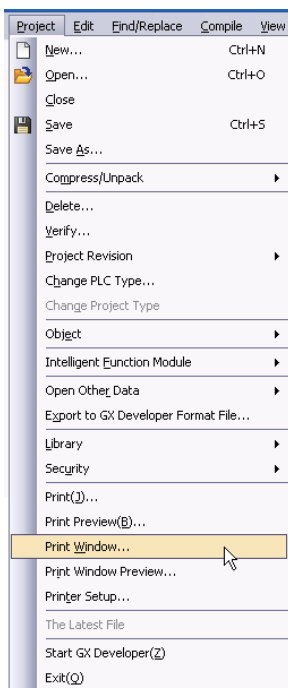 Project Edit Find/Replace Compile View
New... Ctrl+N
Open... Ctrl+O
Close
Save Ctrl+S
Save As...
Compress/Unpack
Delete...
Verify...
Project Revision
Change PLC Type...
Change Project Type
Object
Intelligent Function Module
Open Other Data
Export to GX Developer Format File...
Library
Security
Print(J)...
Print Preview(B)...
Print Window...
Print Window Preview...
Printer Setup...
The Latest File
Start GX Developer(Z)
Exit(Q)